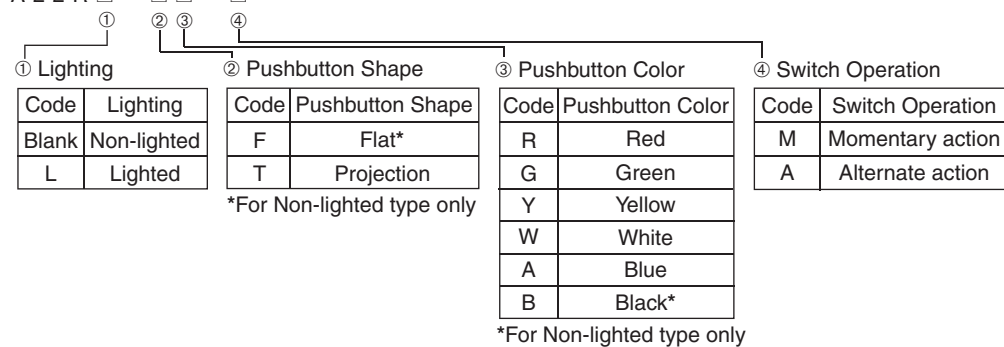 ① ② ③ ④
① Lighting
Code Lighting
Blank Non-lighted
L Lighted
② Pushbutton Shape
Code Pushbutton Shape
F Flat*
T Projection
*For Non-lighted type only
③ Pushbutton Color
Code Pushbutton Color
R Red
G Green
Y Yellow
W White
A Blue
B Black*
*For Non-lighted type only
④ Switch Operation
Code Switch Operation
M Momentary action
A Alternate action